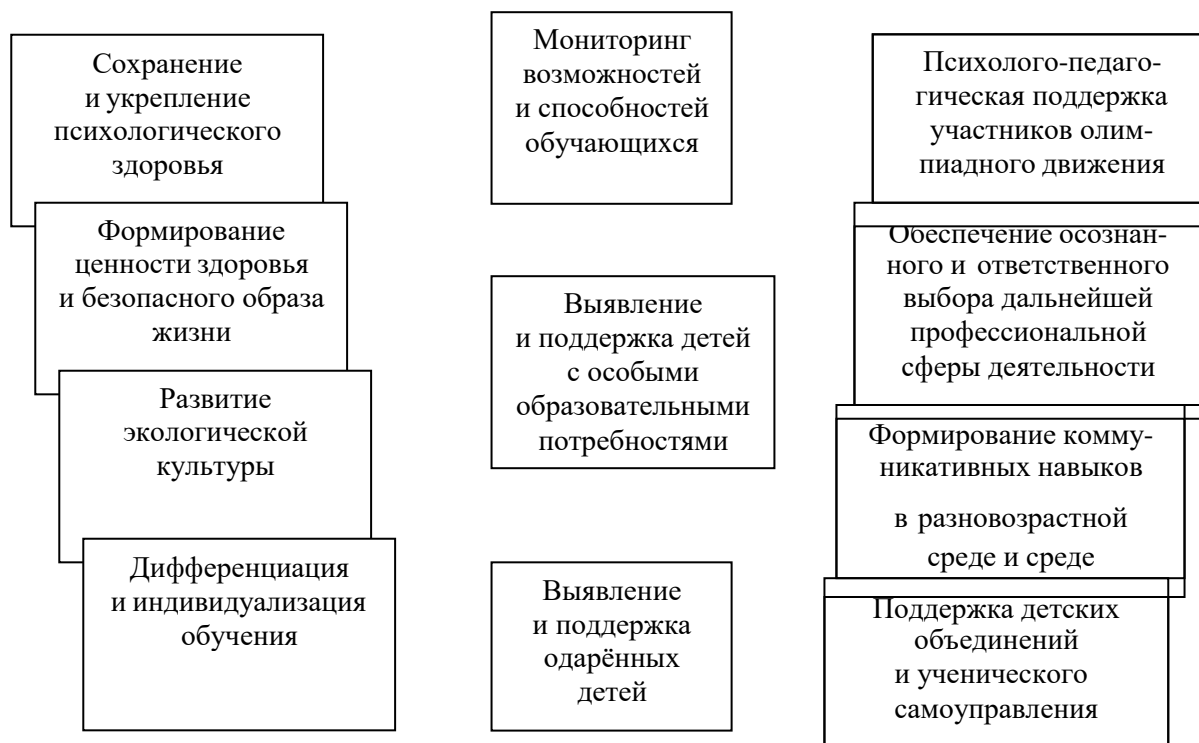 Сохранение
и укрепление
психологического
здоровья
Формирование
ценности здоровья
и безопасного образа
жизни
Развитие
экологической
культуры
Дифференциация
и индивидуализация
обучения
Мониторинг
возможностей
и способностей
обучающихся
Выявление
и поддержка детей
с особыми
образовательными
потребностями
Выявление
и поддержка
одарённых
детей
Психолого-педаго-
гическая поддержка
участников олим-
пиадного движения
Обеспечение осознан-
ного и ответственного
выбора дальнейшей
профессиональной
сферы деятельности
Формирование комму-
никативных навыков
в разновозрастной
среде и среде
Поддержка детских
объединений
и ученического
самоуправления